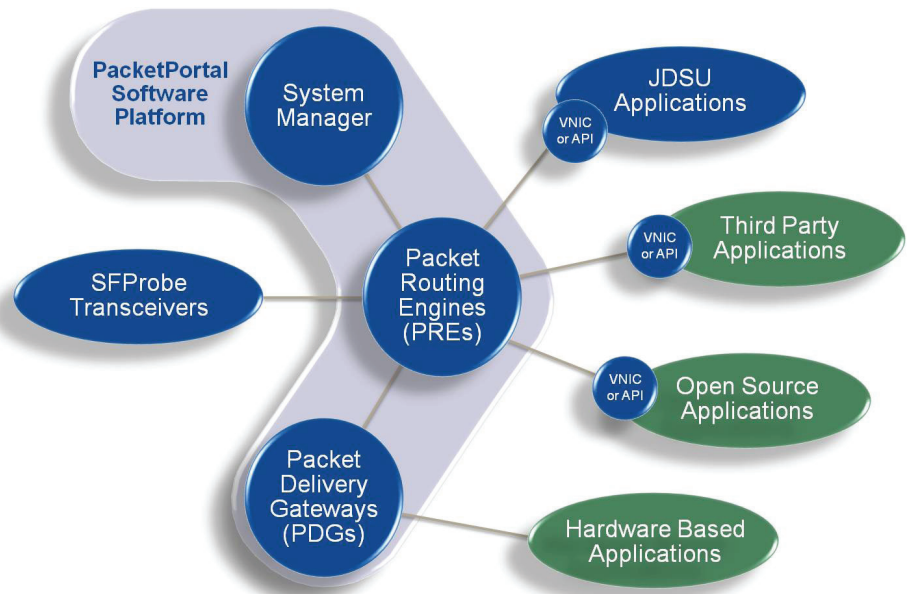 PacketPortal
Software
Platform
System
Manager
JDSU
Applications
VNIC
or API
Third Party
Applications
VNIC
or API
SFProbe
Transceivers
Packet
Routing
Engines
(PREs)
Open Source
Applications
VNIC
or API
Packet
Delivery
Gateways
(PDGs)
Hardware Based
Applications